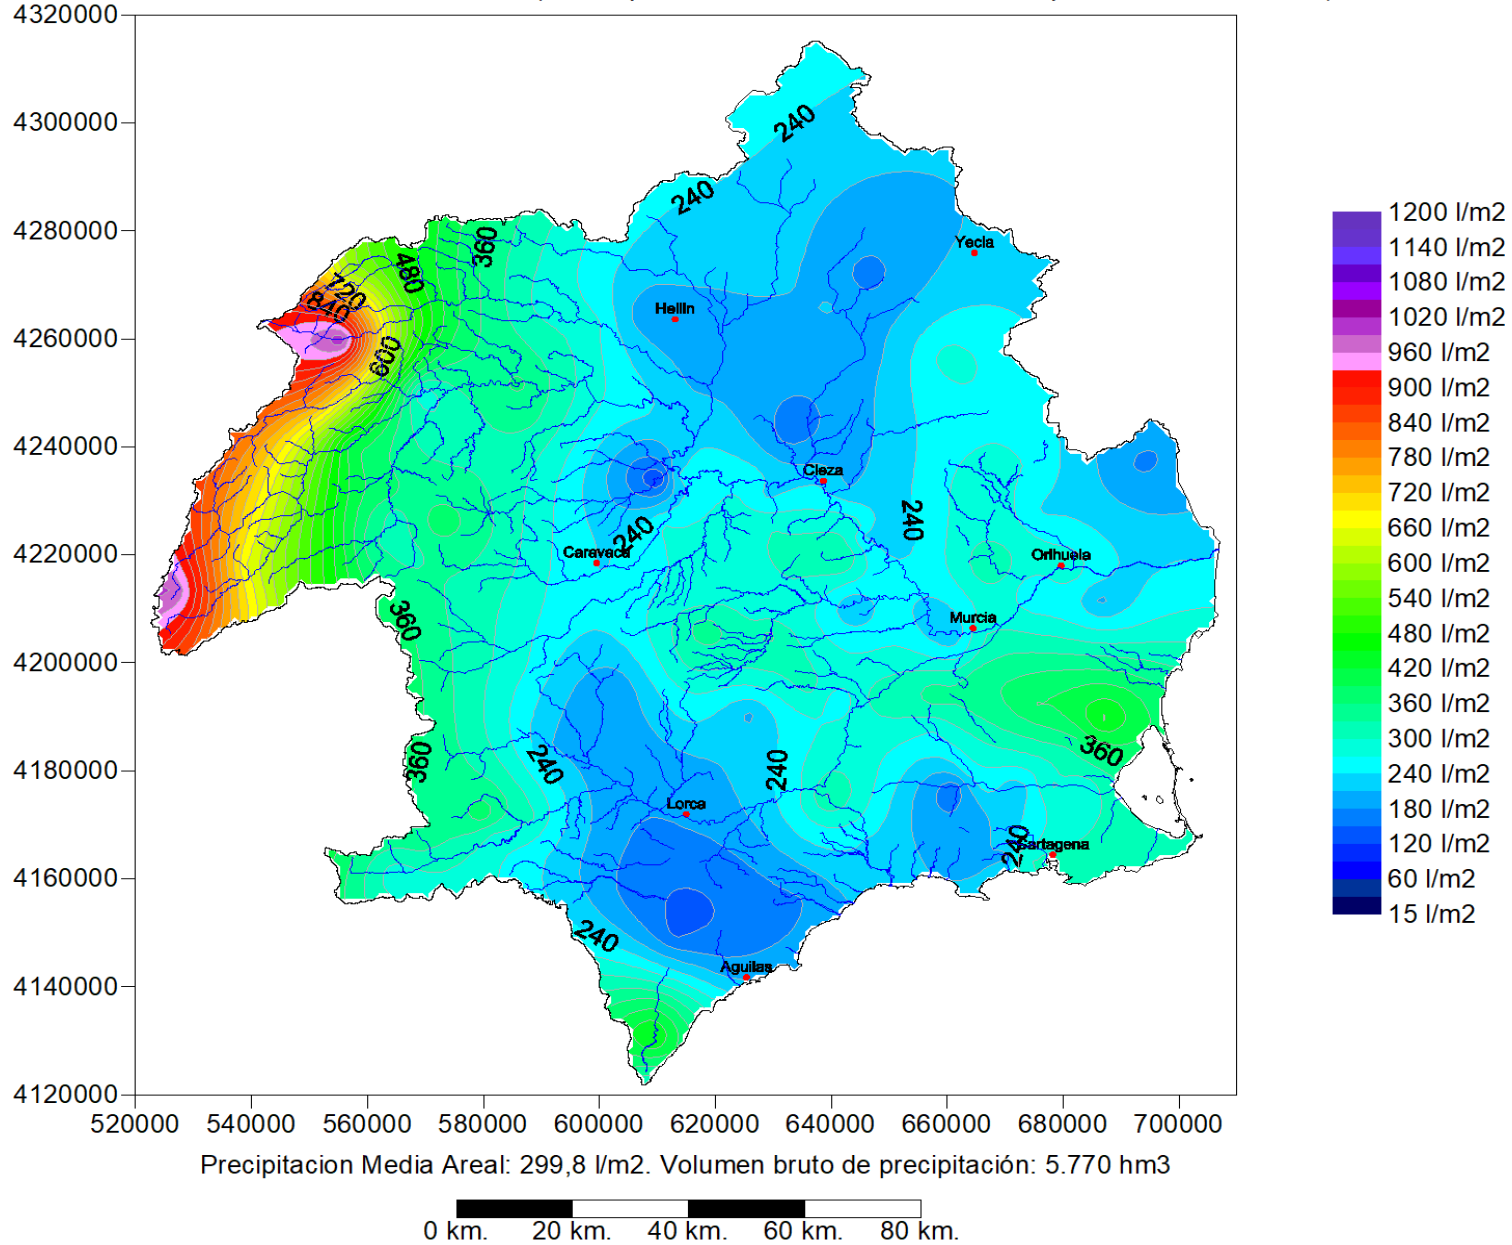 4320000
4300000
4280000
4260000
4240000
4220000
4200000
4180000
4160000
4140000
4120000
520000 540000 560000 580000 600000 620000 640000 660000 680000 700000
240
240
360
480
720
840
600
240
240
360
360
240
240
360
240
240
Yecla
Hellin
Cieza
Caravaca
Orihuela
Murcia
Lorca
Cartagena
Aguilas
1200 l/m2
1140 l/m2
1080 l/m2
1020 l/m2
960 l/m2
900 l/m2
840 l/m2
780 l/m2
720 l/m2
660 l/m2
600 l/m2
540 l/m2
480 l/m2
420 l/m2
360 l/m2
300 l/m2
240 l/m2
180 l/m2
120 l/m2
60 l/m2
15 l/m2
Precipitacion Media Areal: 299,8 l/m2. Volumen bruto de precipitación: 5.770 hm3
0 km. 20 km. 40 km. 60 km. 80 km.